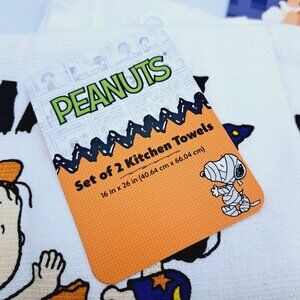 PEANUTS
Set of 2 Kitchen Towels
16 in x 26 in (40.64 cm x 66.04 cm)